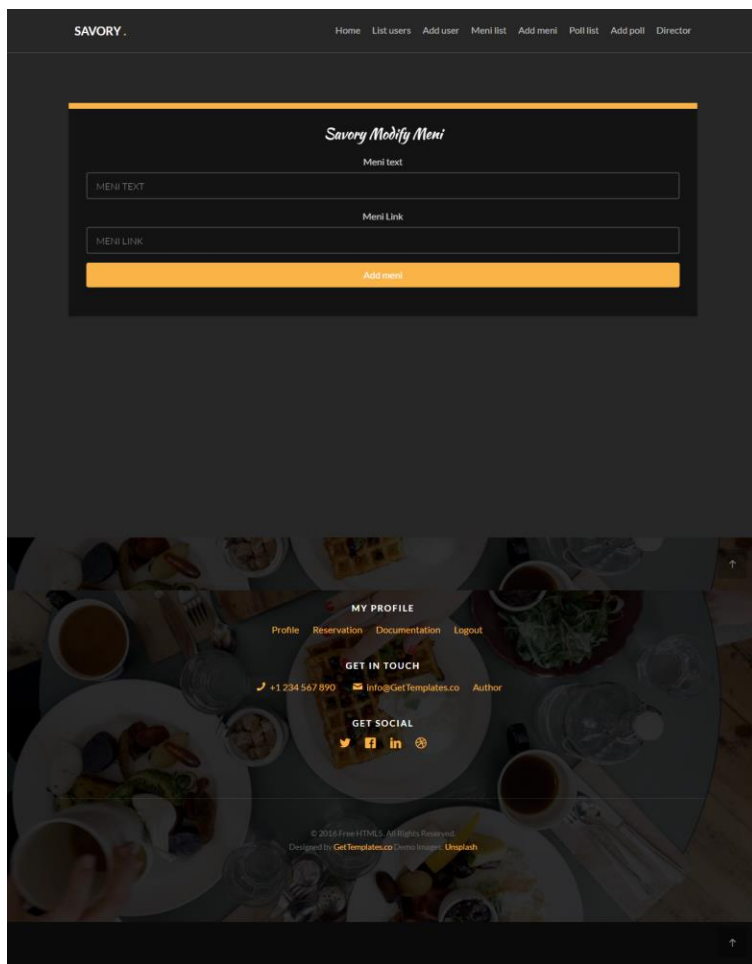 SAVORY .
Home List users Add user Meni list Add meni Poll list Add poll Director
Savory Modify Meni
Meni text
MENI TEXT
Meni Link
MENI LINK
Add meni
MY PROFILE
Profile Reservation Documentation Logout
GET IN TOUCH
+1 234 567 890 info@GetTemplates.co Author
GET SOCIAL
© 2016 Free HTML5. All Rights Reserved.
Designed by GetTemplates.co Demo Images: Unsplash